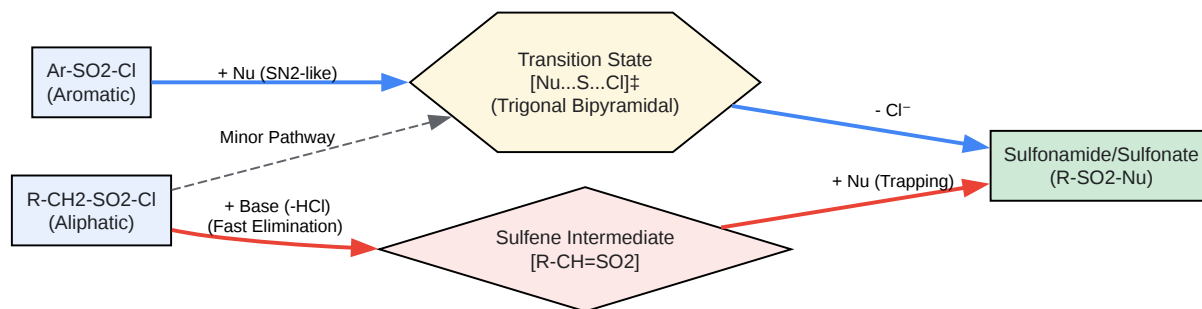 Ar-SO2-Cl
(Aromatic)
+ Nu (SN2-like)
Transition State
[Nu...S...Cl]‡
(Trigonal Bipyramidal)
- Cl⁻
Minor Pathway
Sulfonamide/Sulfonate
(R-SO2-Nu)
R-CH2-SO2-Cl
(Aliphatic)
+ Base (-HCl)
(Fast Elimination)
Sulfene Intermediate
[R-CH=SO2]
+ Nu (Trapping)